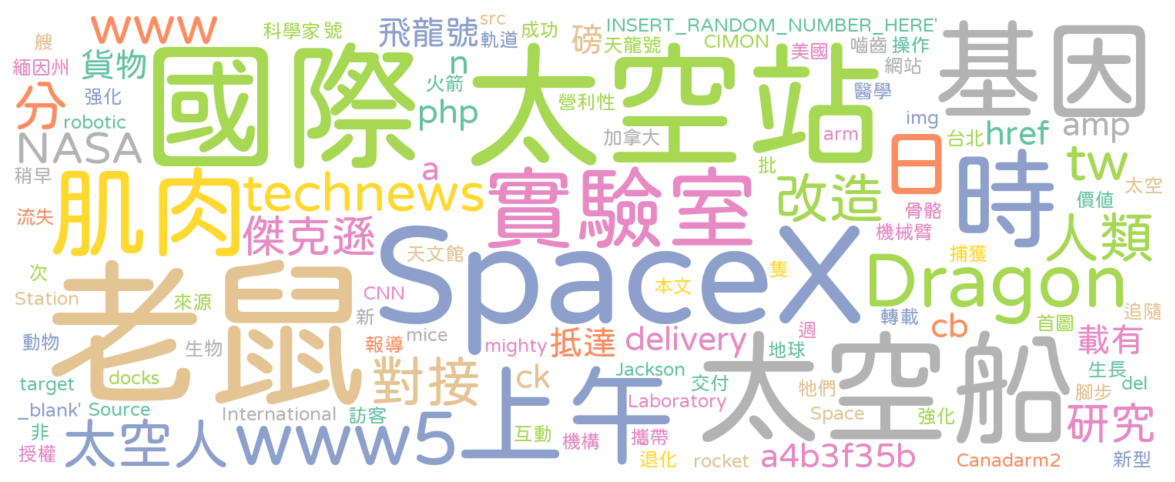 艘 www 科學家 號 飛龍號 src 成功 INSERT_RANDOM_NUMBER_HERE'
緬因州 貨物 國際太空站 軌道 n 磅 天龍號 CIMON 美國 嚙齒 操作 基因
分 强化 火箭 營利性 網站
robotic php 醫學
NASA 加拿大 arm 日 img 台北 href amp
稍早 肌肉 technews a 實驗室 批 改造 時 tw 太空
流失 傑克遜 骨骼 價值 人類
天文館 機械臂
次 老鼠 SpaceX 本文 隻 Dragon 捕獲
Station 來源 CNN 新 轉載 首圖 追隨
動物 生物 報導 mice mighty 抵達 delivery 週 地球 cb 載有
target docks 對接 ck Jackson 交付 牠們 太空船 生長 del
_blank' Source International 訪客 上午 Laboratory Space 強化 腳步 研究
非 太空人 www5 互動 機構 攜帶
授權 退化 rocket a4b3f35b Canadarm2 新型